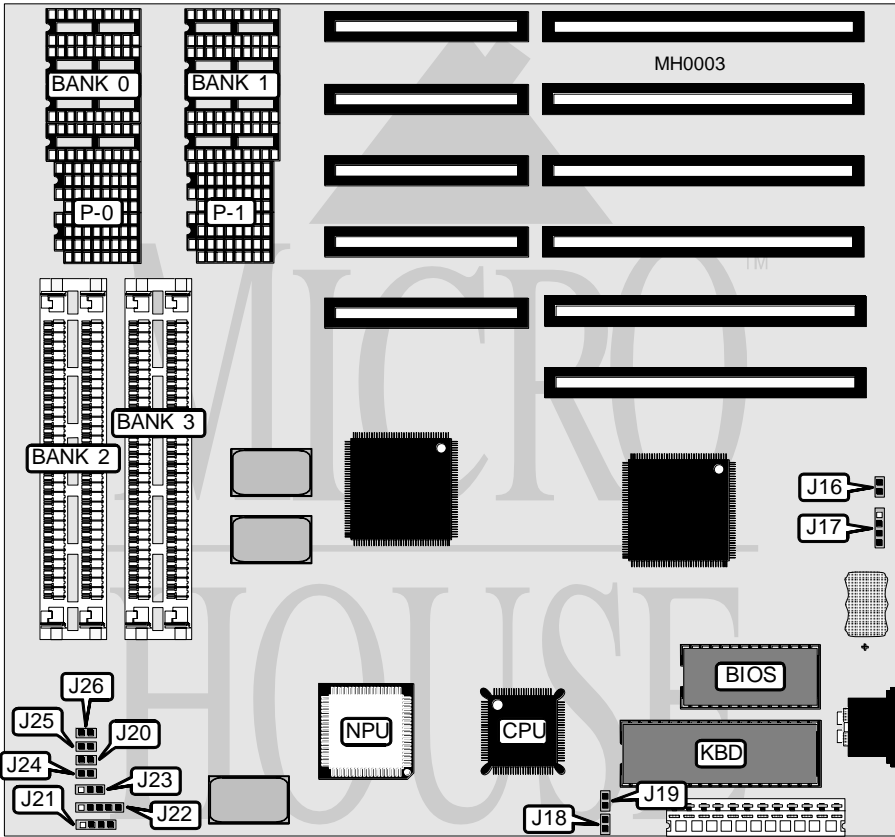 MH0003
BANK 0
BANK 1
P-0
P-1
MICRO
TM
HOUSE
BANK 3
BANK 2
J16
J17
BIOS
NPU
CPU
KBD
J26
J25
J20
J24
J23
J21
J22
J19
J18
+